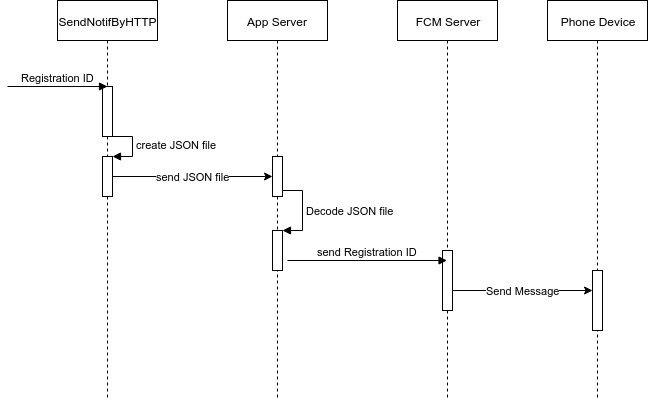 SendNotifByHTTP
App Server
FCM Server
Phone Device
Registration ID
create JSON file
send JSON file
Decode JSON file
send Registration ID
Send Message